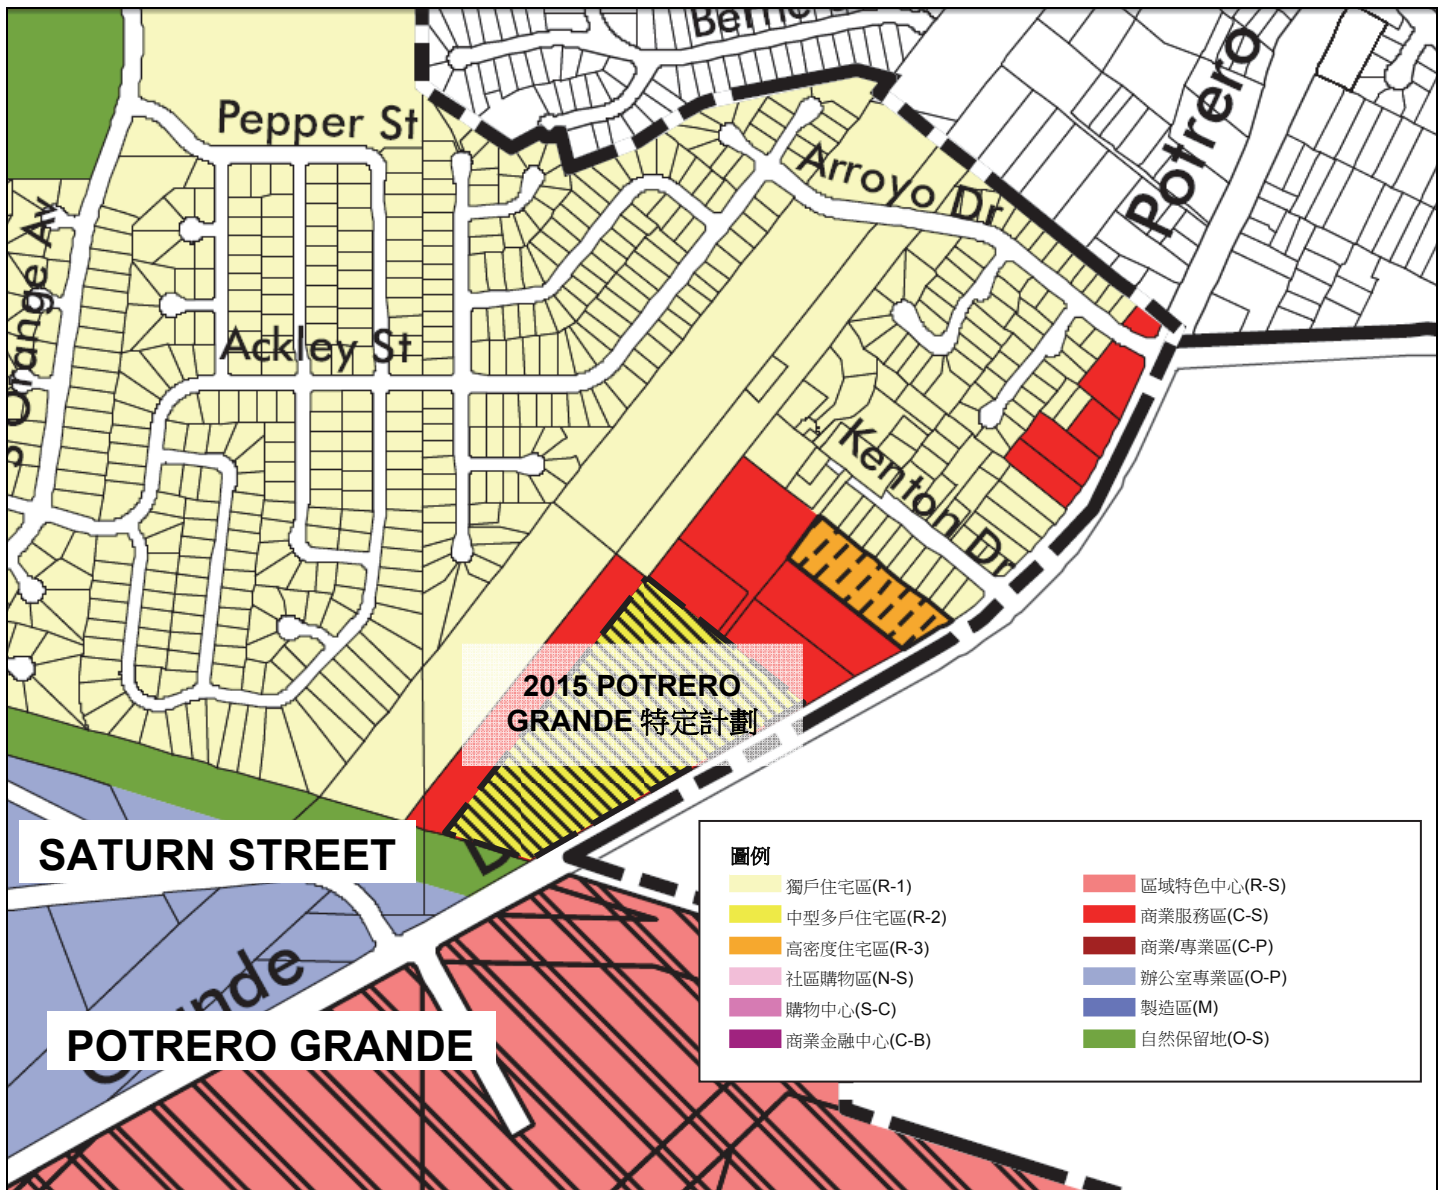 Pepper St
Arroyo Dr
Potrero
S Orange Av
Ackley St
Kenton Dr
2015 POTRERO
GRANDE 特定計劃
SATURN STREET
POTRERO GRANDE
圖例
獨戶住宅區(R-1)
中型多戶住宅區(R-2)
高密度住宅區(R-3)
社區購物區(N-S)
購物中心(S-C)
商業金融中心(C-B)
區域特色中心(R-S)
商業服務區(C-S)
商業/專業區(C-P)
辦公室專業區(O-P)
製造區(M)
自然保留地(O-S)